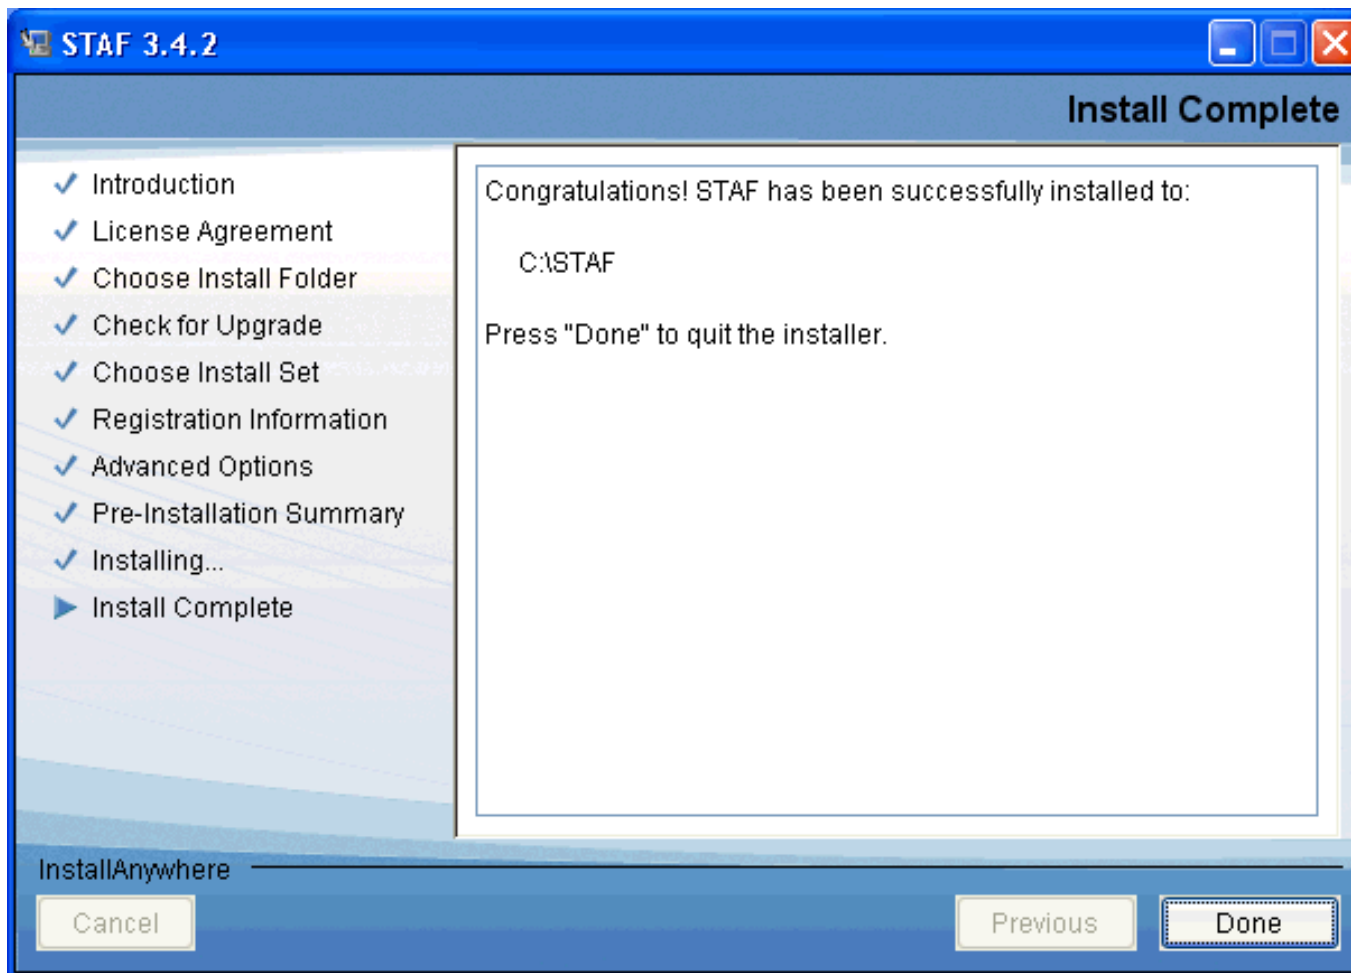 STAF 3.4.2
Install Complete
Introduction
License Agreement
Choose Install Folder
Check for Upgrade
Choose Install Set
Registration Information
Advanced Options
Pre-Installation Summary
Installing...
Install Complete
Congratulations! STAF has been successfully installed to:
C:\STAF
Press "Done" to quit the installer.
InstallAnywhere
Cancel
Previous
Done